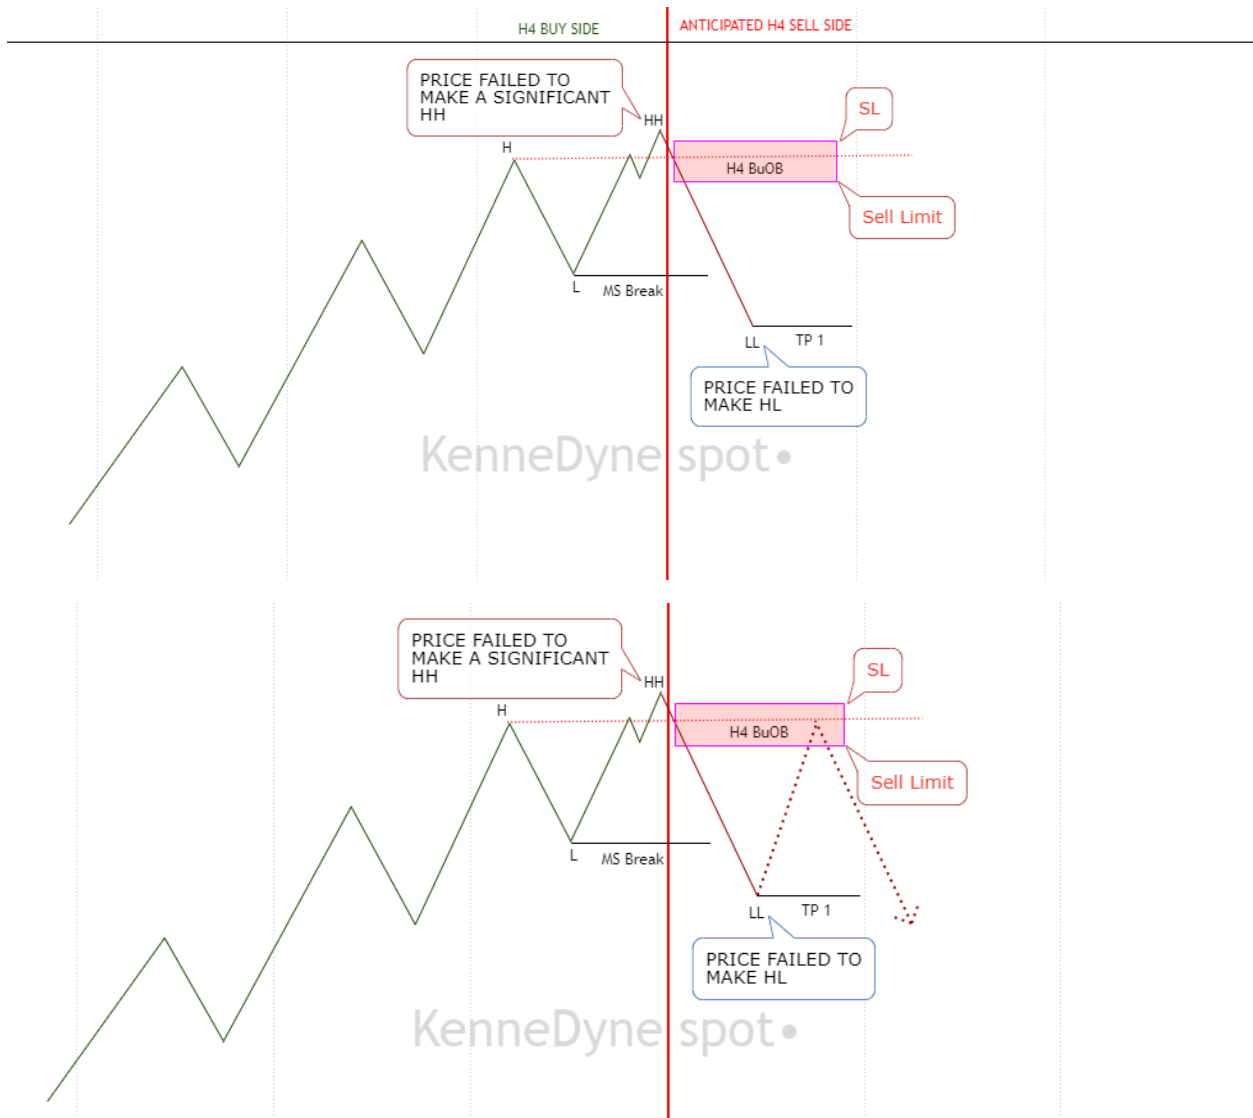 H4 BUY SIDE
ANTICIPATED H4 SELL SIDE
PRICE FAILED TO
MAKE A SIGNIFICANT
HH
SL
HH
H
H4 BuOB
Sell Limit
L
MS Break
LL
TP 1
PRICE FAILED TO
MAKE HL
KenneDyne spot•
PRICE FAILED TO
MAKE A SIGNIFICANT
HH
SL
HH
H
H4 BuOB
Sell Limit
L
MS Break
LL
TP 1
PRICE FAILED TO
MAKE HL
KenneDyne spot•